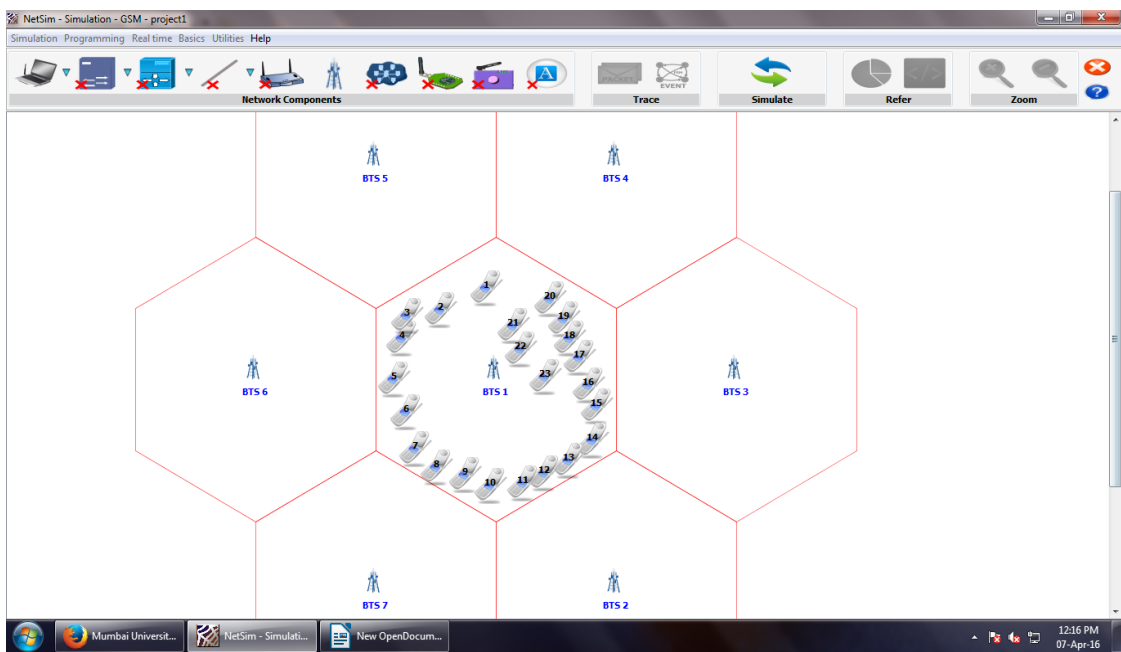 NetSim - Simulation - GSM - project1
Simulation Programming Real time Basics Utilities Help
A
PACKET
EVENT
</>
Network Components
Trace
Simulate
Refer
Zoom
BTS 5
BTS 4
1
2
20
3
19
21
4
18
22
17
BTS 6
5
BTS 1
23
16
BTS 3
6
15
14
7
8
9
13
12
10
11
BTS 7
BTS 2
Mumbai Universit...
NetSim - Simulati...
New OpenDocum...
12:16 PM
07-Apr-16